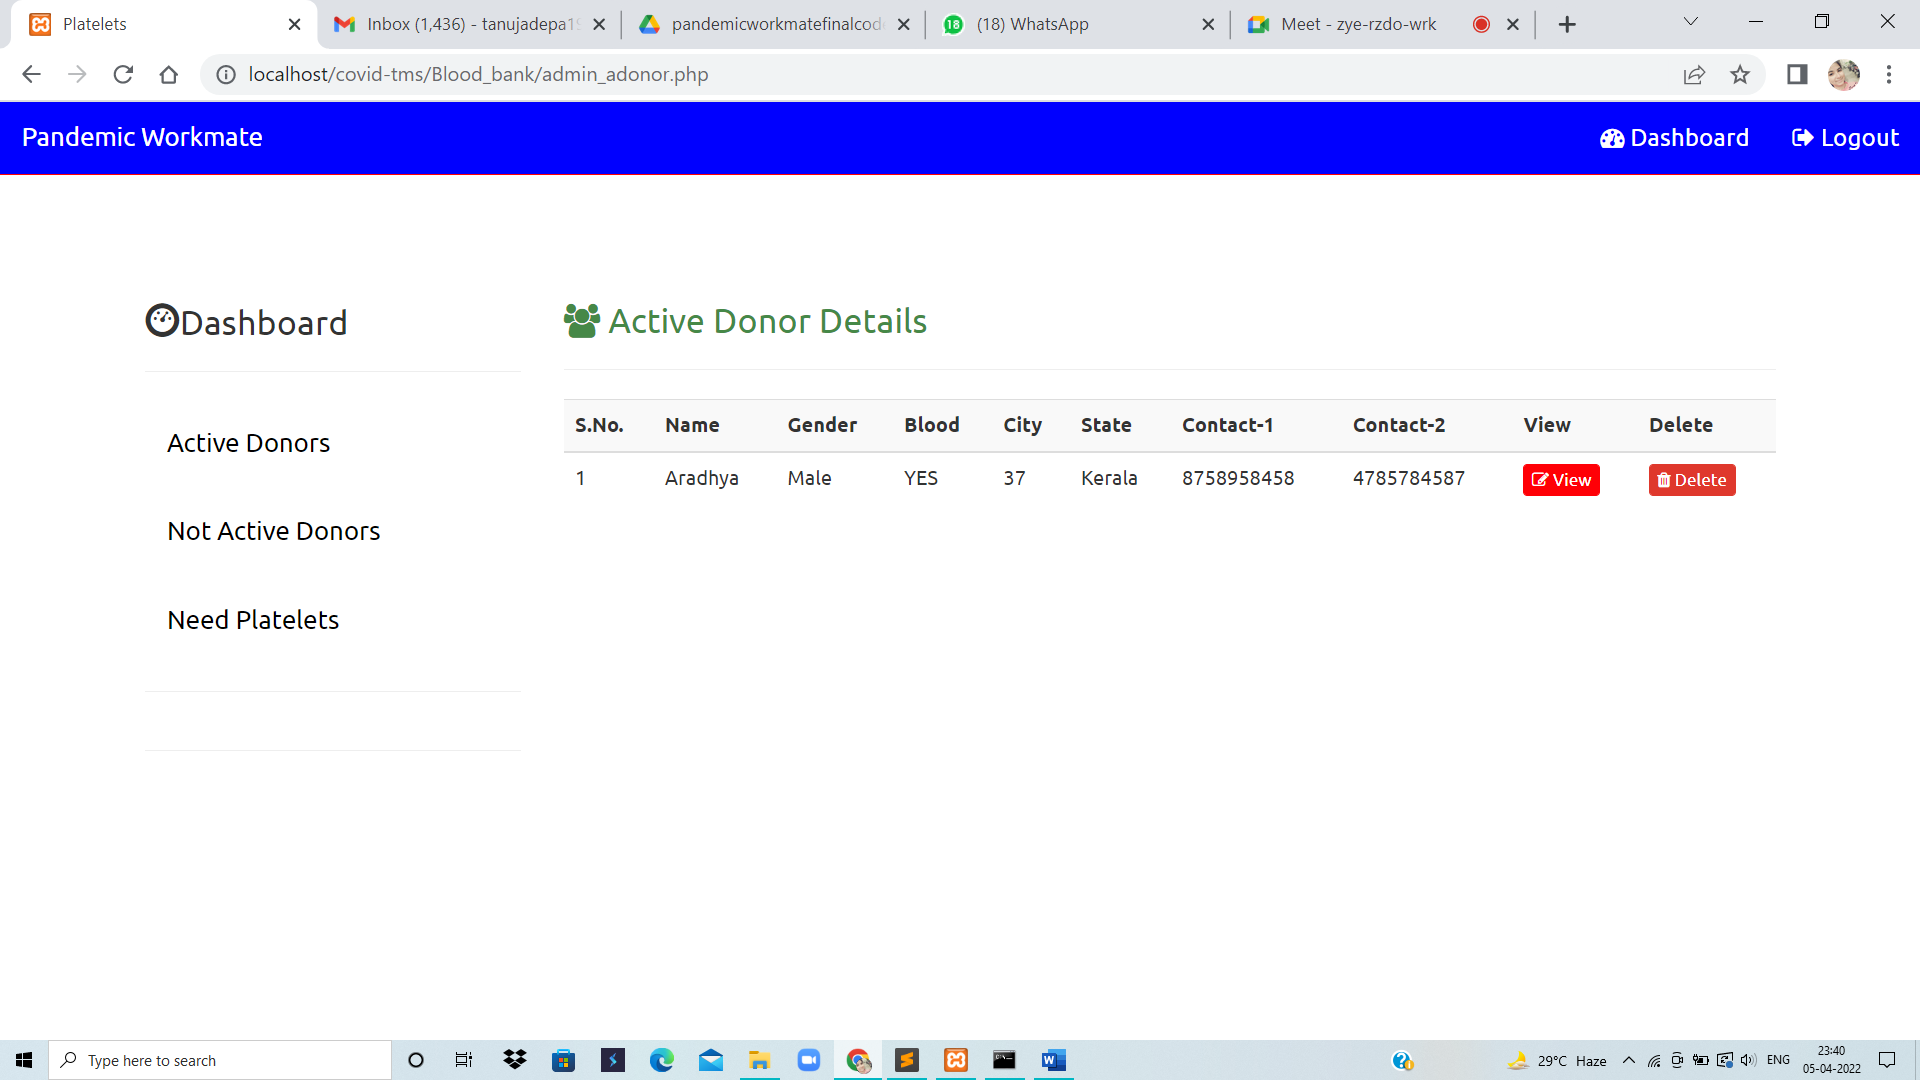 Platelets
Inbox (1,436) - tanujadepa19
pandemicworkmatefinalcode
(18) WhatsApp
Meet - zye-rzdo-wrk
localhost/covid-tms/Blood_bank/admin_adonor.php
Pandemic Workmate
Dashboard
Logout
Dashboard
Active Donors
Not Active Donors
Need Platelets
Active Donor Details
S.No. Name Gender Blood City State Contact-1 Contact-2 View Delete
1 Aradhya Male YES 37 Kerala 8758958458 4785784587 View Delete
Type here to search
29°C Haze
ENG
23:40
05-04-2022